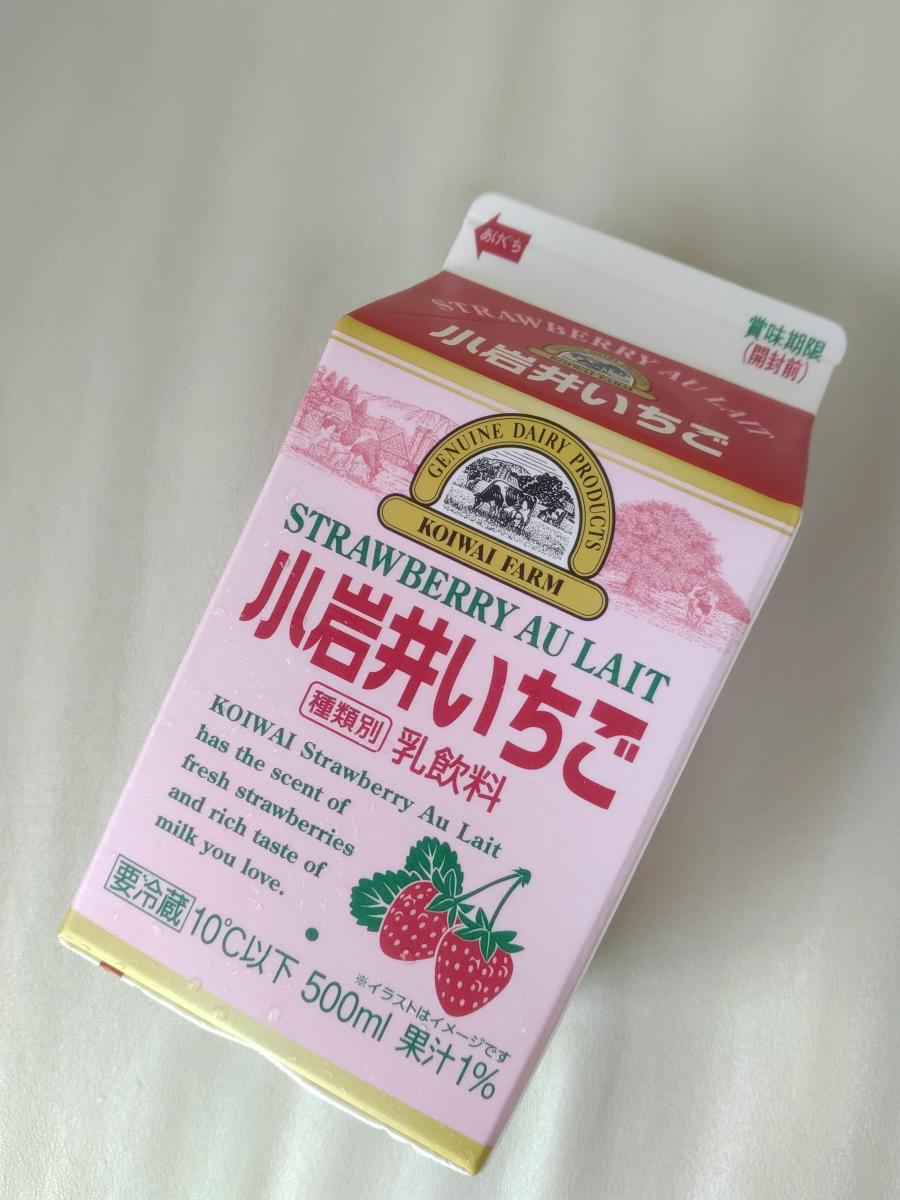 あけぐち
賞味期限
(開封前)
STRAWBERRY AU LAIT
小岩井いちご
KOIWAI FARM
GENUINE DAIRY PRODUCTS
KOIWAI FARM
STRAWBERRY AU LAIT
小岩井いちご
種類別 乳飲料
KOIWAI Strawberry Au Lait
has the scent of
fresh strawberries
and rich taste of
milk you love.
※イラストはイメージです
要冷蔵 10℃以下 500ml 果汁1%